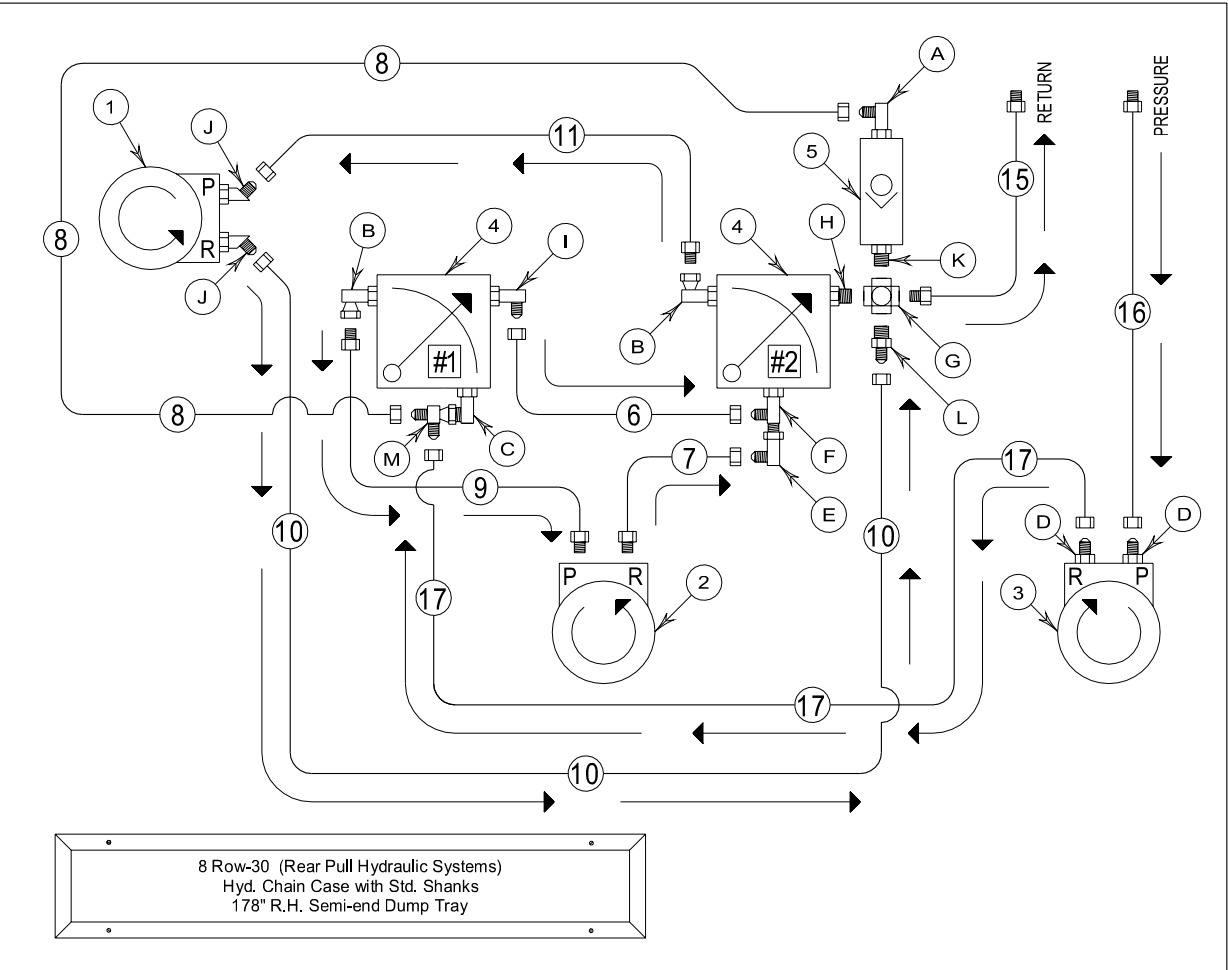 8
A
1
J
11
5
RETURN
PRESSURE
P
15
8
B
4
I
4
H
R
K
J
16
B
#1
#2
G
8
6
L
M
C
F
7
17
9
E
10
10
D
D
P
R
R
P
17
2
3
17
10
8 Row-30 (Rear Pull Hydraulic Systems)
Hyd. Chain Case with Std. Shanks
178" R.H. Semi-end Dump Tray